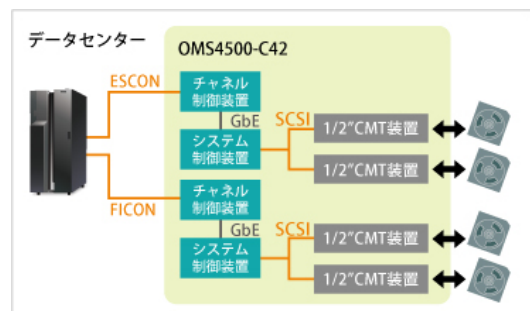 データセンター
OMS4500-C42
ESCON
チャネル
制御装置
GbE
SCSI
システム
制御装置
1/2”CMT装置
1/2”CMT装置
FICON
チャネル
制御装置
GbE
SCSI
システム
制御装置
1/2”CMT装置
1/2”CMT装置